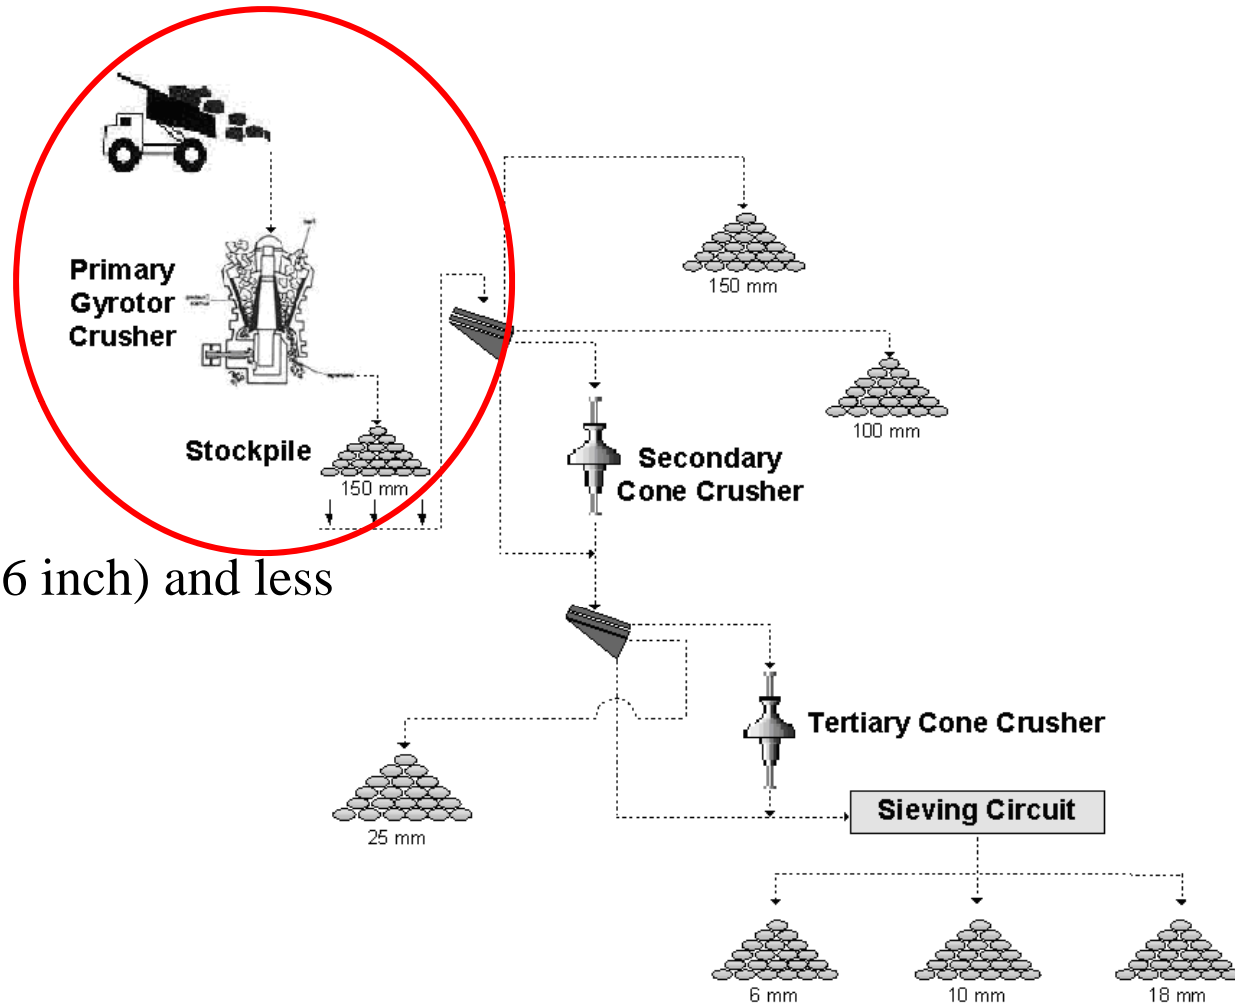 Primary
Gyrotor
Crusher
Stockpile
150 mm
6 inch) and less
150 mm
100 mm
Secondary
Cone Crusher
Tertiary Cone Crusher
25 mm
Sieving Circuit
6 mm
10 mm
18 mm